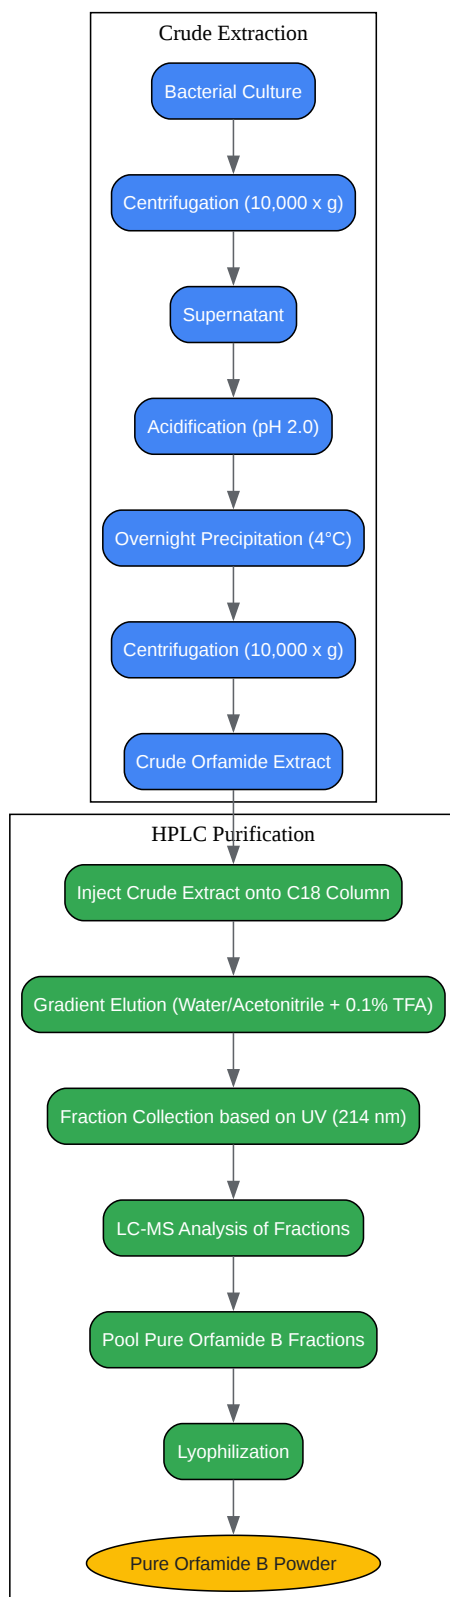 Crude Extraction
Bacterial Culture
Centrifugation (10,000 x g)
Supernatant
Acidification (pH 2.0)
Overnight Precipitation (4°C)
Centrifugation (10,000 x g)
Crude Orfamide Extract
HPLC Purification
Inject Crude Extract onto C18 Column
Gradient Elution (Water/Acetonitrile + 0.1% TFA)
Fraction Collection based on UV (214 nm)
LC-MS Analysis of Fractions
Pool Pure Orfamide B Fractions
Lyophilization
Pure Orfamide B Powder